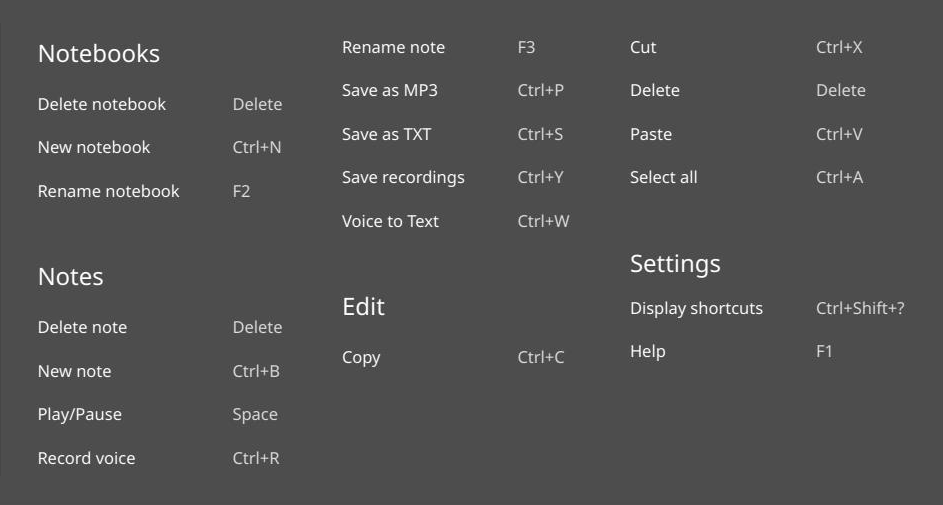 Notebooks
Delete notebook Delete
New notebook Ctrl+N
Rename notebook F2
Notes
Delete note Delete
New note Ctrl+B
Play/Pause Space
Record voice Ctrl+R
Rename note F3
Save as MP3 Ctrl+P
Save as TXT Ctrl+S
Save recordings Ctrl+Y
Voice to Text Ctrl+W
Edit
Copy Ctrl+C
Cut Ctrl+X
Delete Delete
Paste Ctrl+V
Select all Ctrl+A
Settings
Display shortcuts Ctrl+Shift+?
Help F1